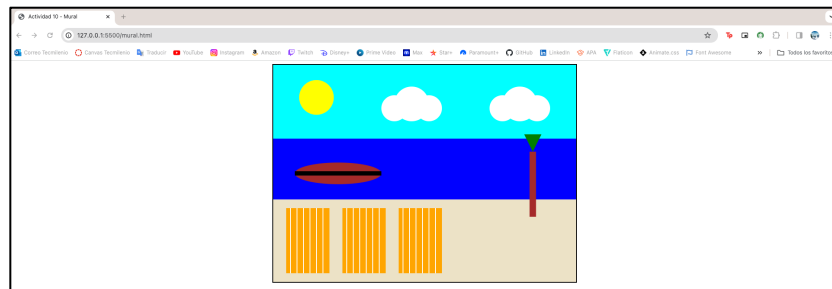 Actividad 10 - Mural
127.0.0.1:5500/mural.html
Correo Tecmilenio Canvas Tecmilenio Traducir YouTube Instagram Amazon Twitch Disney+ Prime Video Max Star+ Paramount+ GitHub LinkedIn APA Flaticon Animate.css Font Awesome » Todos los favoritos